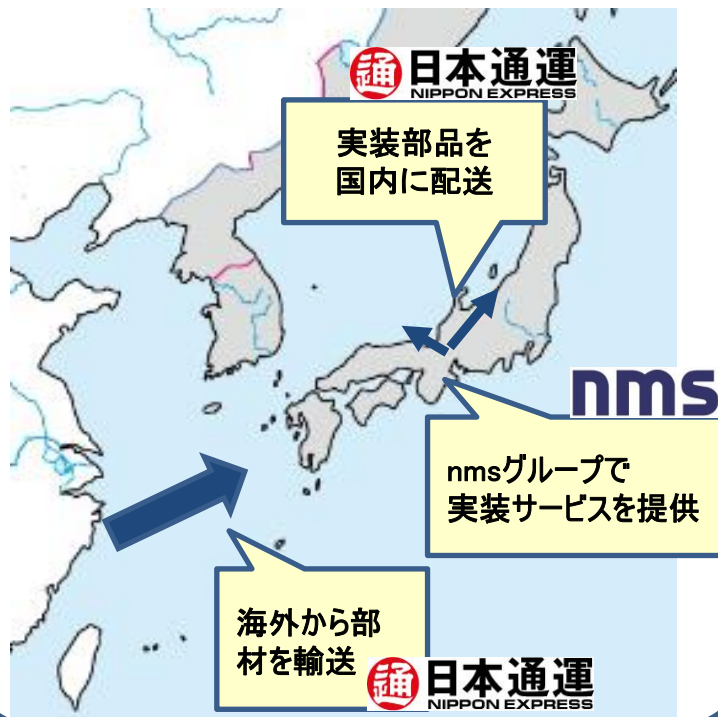 通 日本通運
NIPPON EXPRESS
実装部品を
国内に配送
nms
nmsグループで
実装サービスを提供
海外から部
材を輸送
通 日本通運
NIPPON EXPRESS